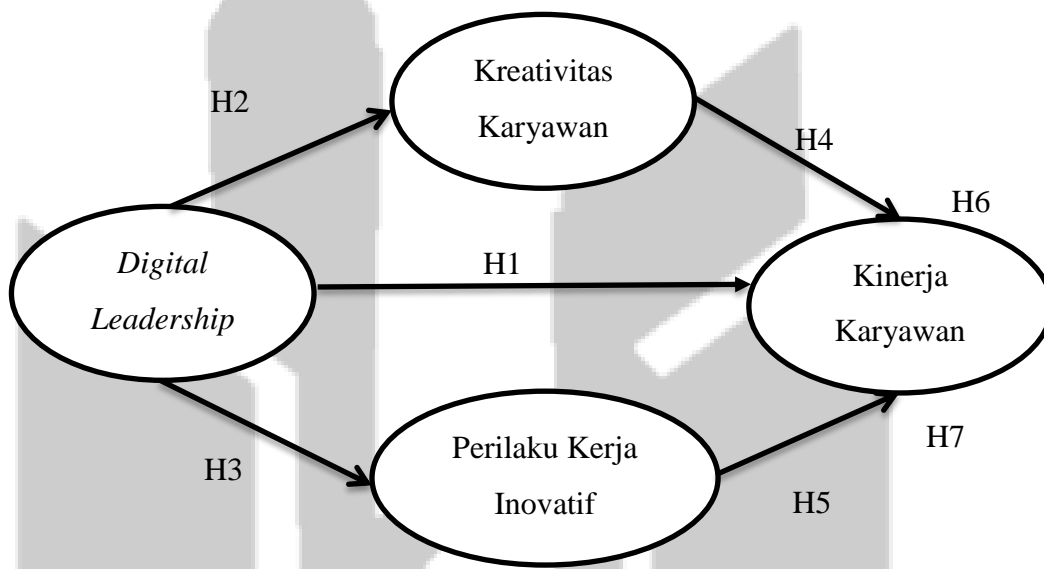 Kreativitas
Karyawan
H2
H4
H6
Digital
Leadership
H1
Kinerja
Karyawan
H3
Perilaku Kerja
Inovatif
H5
H7